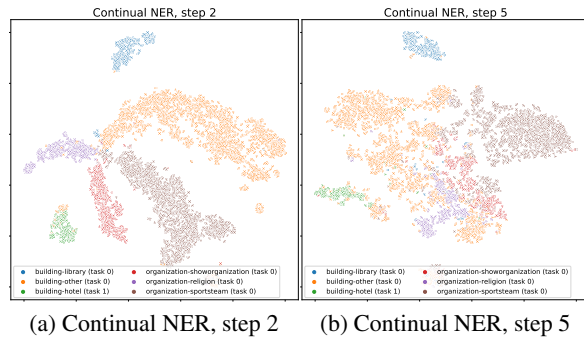 Continual NER, step 2
building-library (task 0)
building-other (task 0)
building-hotel (task 1)
organization-showorganization (task 0)
organization-religion (task 0)
organization-sportsteam (task 0)
(a) Continual NER, step 2
Continual NER, step 5
building-library (task 0)
building-other (task 0)
building-hotel (task 1)
organization-showorganization (task 0)
organization-religion (task 0)
organization-sportsteam (task 0)
(b) Continual NER, step 5